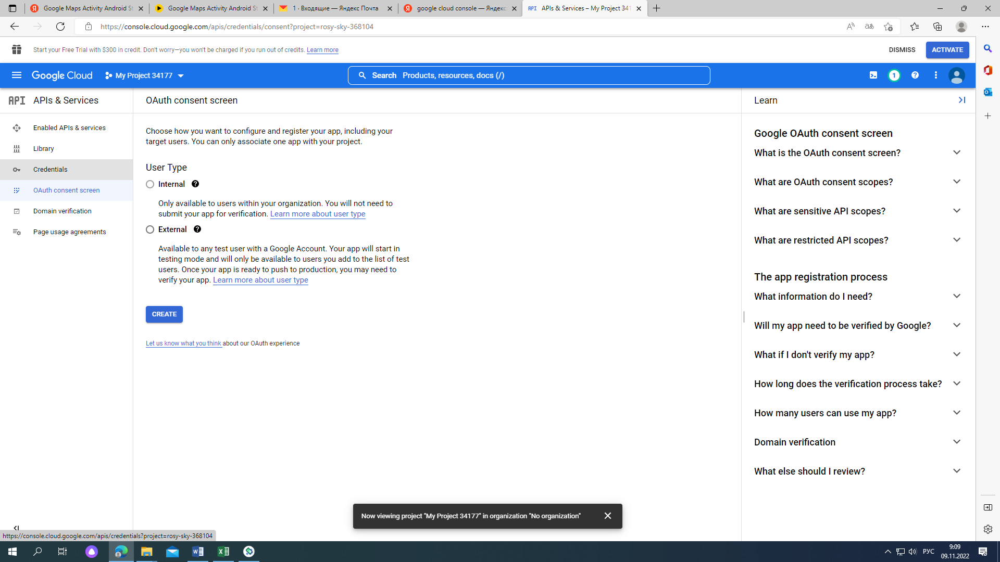 Google Maps Activity Android St
Google Maps Activity Android St
1 · Входящие — Яндекс Почта
google cloud console — Яндекс
API APIs & Services – My Project 341
https://console.cloud.google.com/apis/credentials/consent?project=rosy-sky-368104
Start your Free Trial with $300 in credit. Don't worry—you won't be charged if you run out of credits. Learn more
DISMISS
ACTIVATE
Google Cloud
My Project 34177
Search Products, resources, docs (/)
1
API APIs & Services
OAuth consent screen
Learn
Enabled APIs & services
Library
Credentials
OAuth consent screen
Domain verification
Page usage agreements
Choose how you want to configure and register your app, including your
target users. You can only associate one app with your project.
User Type
Internal
Only available to users within your organization. You will not need to
submit your app for verification. Learn more about user type
External
Available to any test user with a Google Account. Your app will start in
testing mode and will only be available to users you add to the list of test
users. Once your app is ready to push to production, you may need to
verify your app. Learn more about user type
CREATE
Let us know what you think about our OAuth experience
Google OAuth consent screen
What is the OAuth consent screen?
What are OAuth consent scopes?
What are sensitive API scopes?
What are restricted API scopes?
The app registration process
What information do I need?
Will my app need to be verified by Google?
What if I don't verify my app?
How long does the verification process take?
How many users can use my app?
Domain verification
What else should I review?
Now viewing project "My Project 34177" in organization "No organization"
https://console.cloud.google.com/apis/credentials?project=rosy-sky-368104
РУС
9:09
09.11.2022